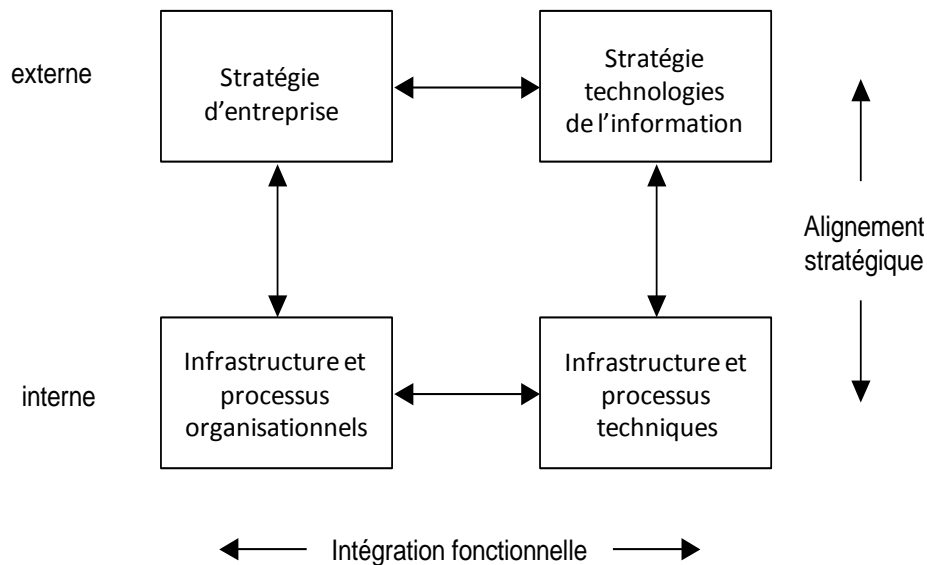 externe
Stratégie
d'entreprise
Stratégie
technologies
de l'information
Alignement
stratégique
interne
Infrastructure et
processus
organisationnels
Infrastructure et
processus
techniques
Intégration fonctionnelle